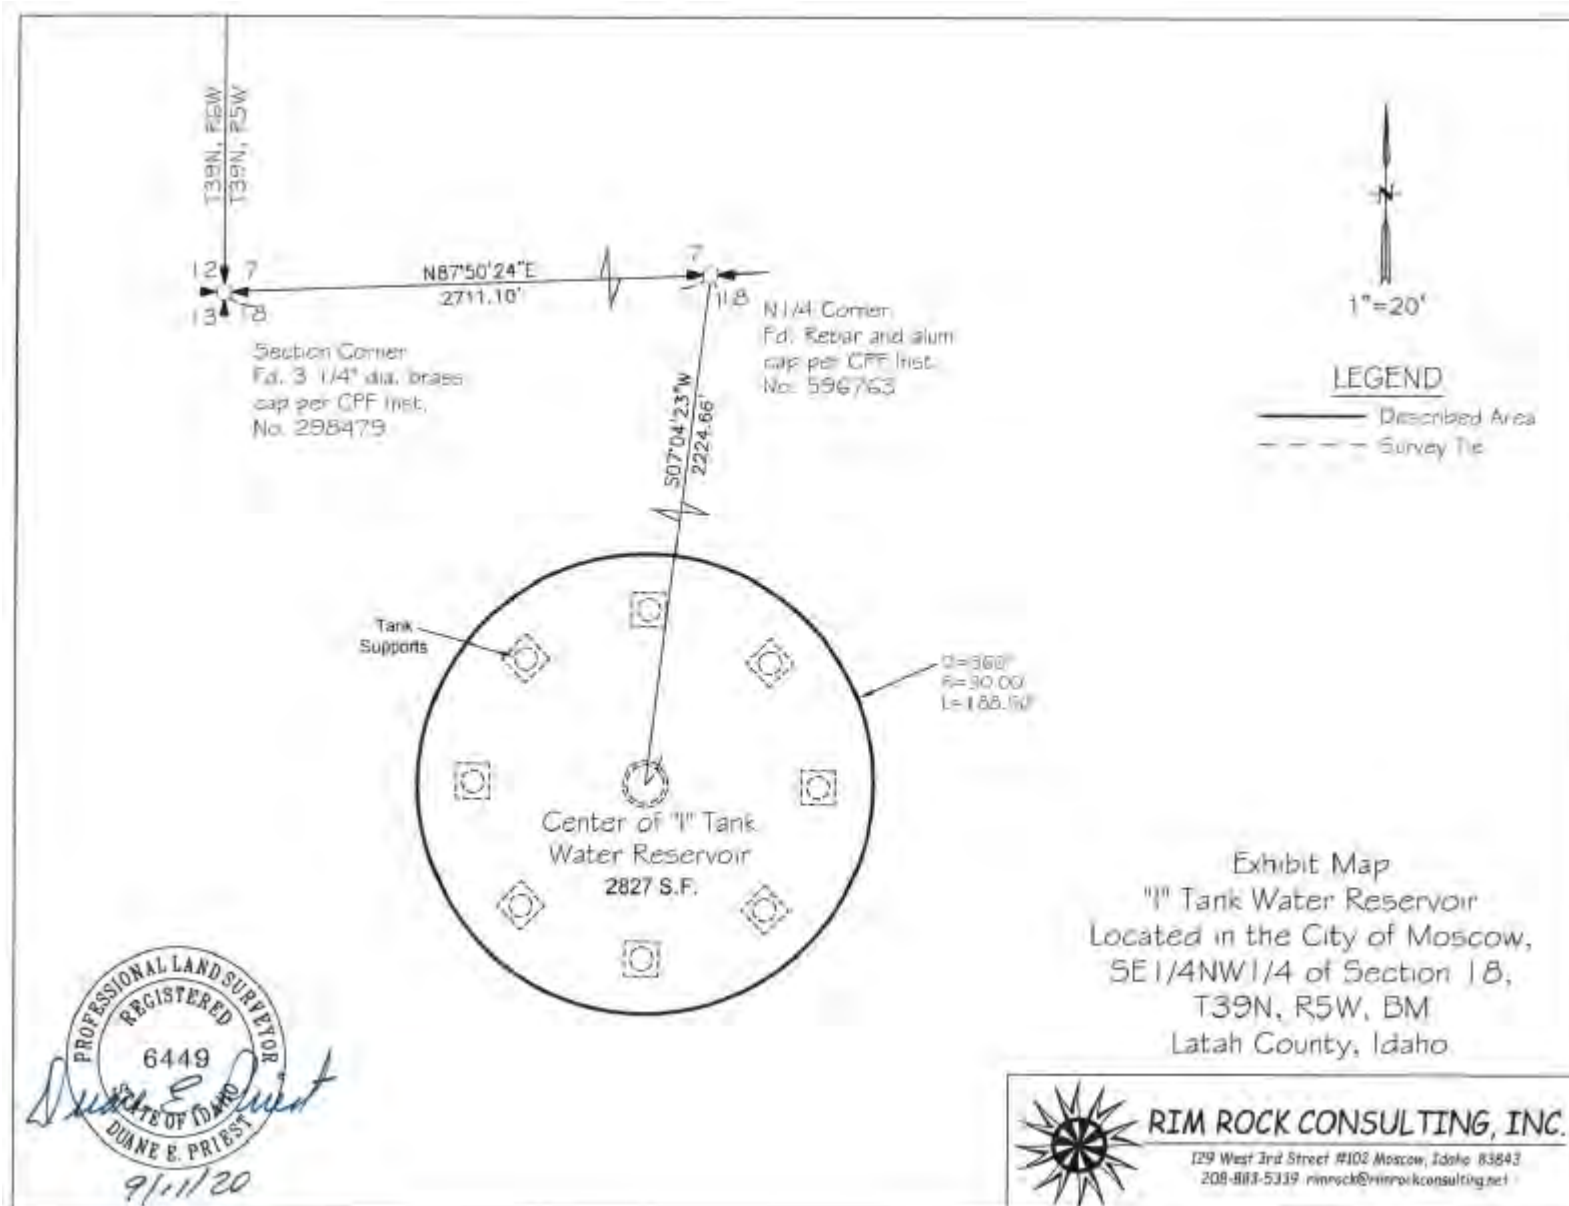 T39N, R6W
T39N, R5W
12
7
13
18
N87°50'24"E
2711.10'
7
18
N1/4 Corner
Fd. Rebar and alum
cap per CPF Inst.
No. 596763
Section Corner
Fd. 3 1/4" dia. brass
cap per CPF Inst.
No. 298479
S07°04'23"W
2224.66'
N
1"=20'
LEGEND
Described Area
Survey Tie
Tank
Supports
D=360°
R=30.00'
L=188.50'
Center of "I" Tank
Water Reservoir
2827 S.F.
Exhibit Map
"I" Tank Water Reservoir
Located in the City of Moscow,
SE1/4NW1/4 of Section 18,
T39N, R5W, BM
Latah County, Idaho
PROFESSIONAL LAND SURVEYOR
REGISTERED
6449
STATE OF IDAHO
DUANE E. PRIEST
Duane E Priest
9/11/20
RIM ROCK CONSULTING, INC.
129 West 3rd Street #102 Moscow, Idaho 83843
208-883-5339 rimrock@rimrockconsulting.net